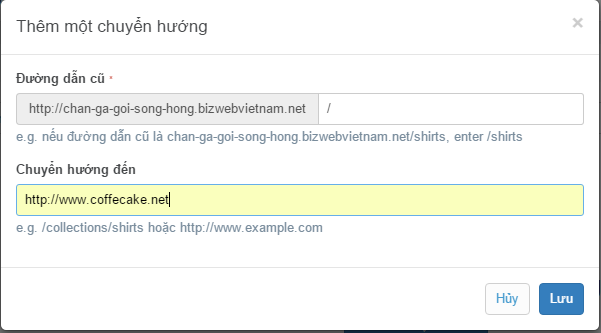 Thêm một chuyển hướng
×
Đường dẫn cũ *
http://chan-ga-goi-song-hong.bizwebvietnam.net /
e.g. nếu đường dẫn cũ là chan-ga-goi-song-hong.bizwebvietnam.net/shirts, enter /shirts
Chuyển hướng đến
http://www.coffecake.net
e.g. /collections/shirts hoặc http://www.example.com
Hủy Lưu